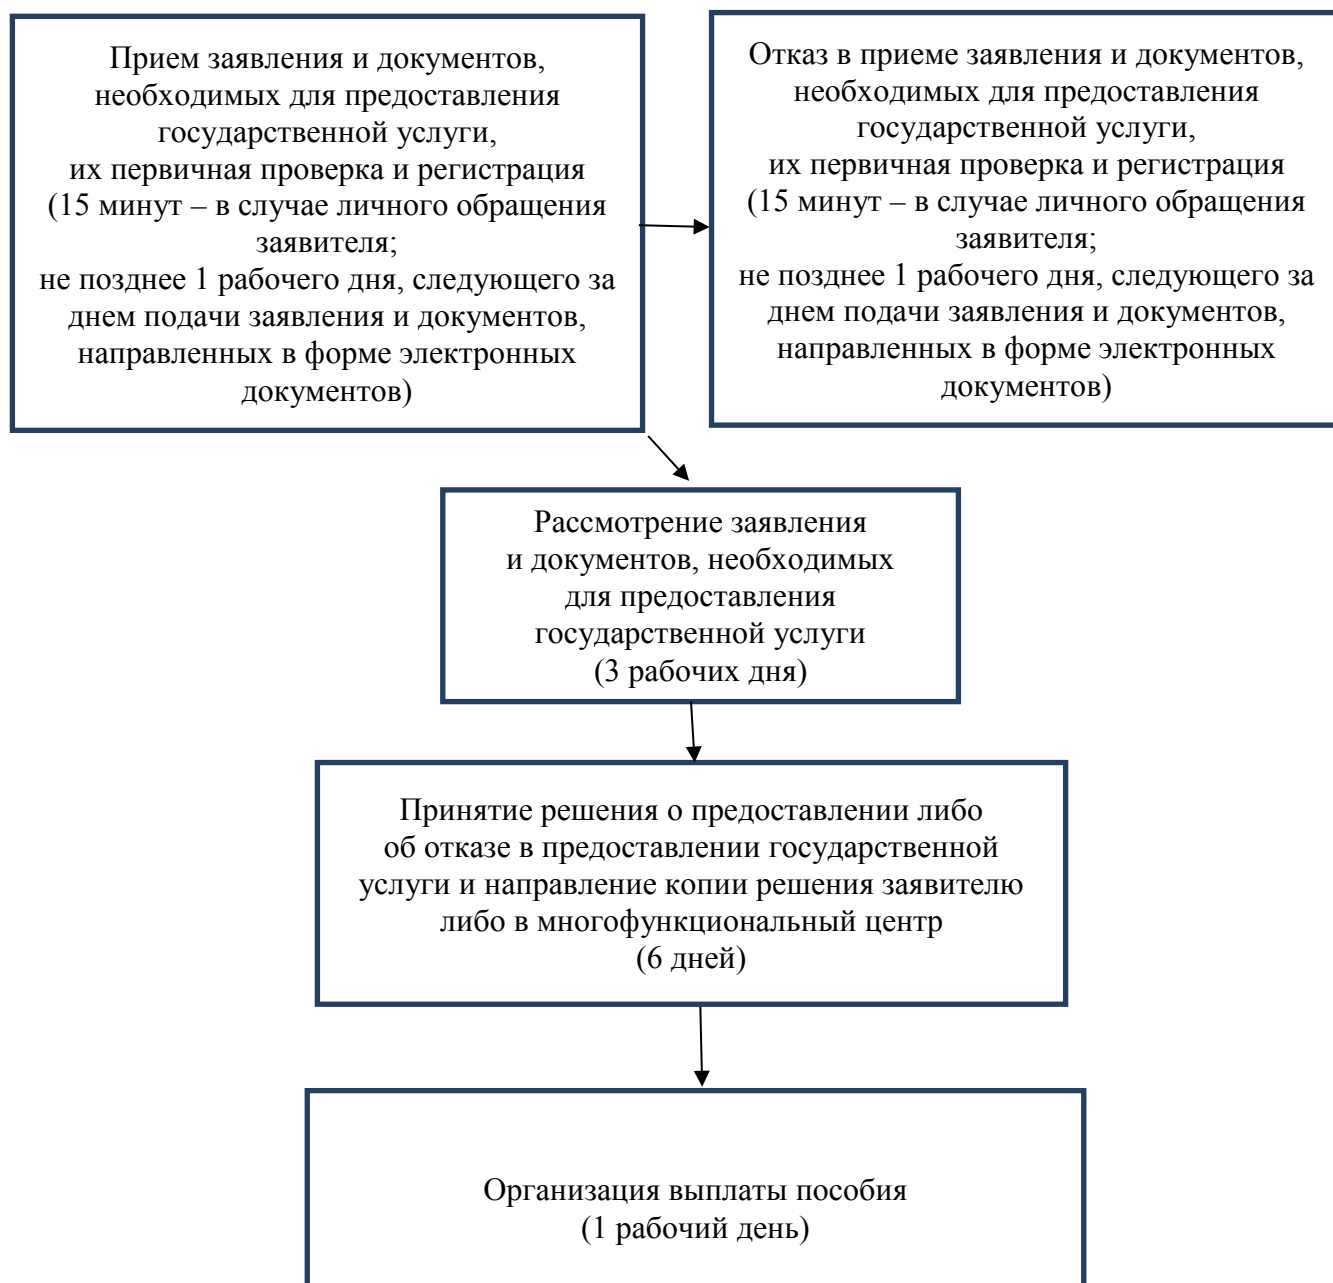 Прием заявления и документов,
необходимых для предоставления
государственной услуги,
их первичная проверка и регистрация
(15 минут – в случае личного обращения
заявителя;
не позднее 1 рабочего дня, следующего за
днем подачи заявления и документов,
направленных в форме электронных
документов)
Отказ в приеме заявления и документов,
необходимых для предоставления
государственной услуги,
их первичная проверка и регистрация
(15 минут – в случае личного обращения
заявителя;
не позднее 1 рабочего дня, следующего за
днем подачи заявления и документов,
направленных в форме электронных
документов)
Рассмотрение заявления
и документов, необходимых
для предоставления
государственной услуги
(3 рабочих дня)
Принятие решения о предоставлении либо
об отказе в предоставлении государственной
услуги и направление копии решения заявителю
либо в многофункциональный центр
(6 дней)
Организация выплаты пособия
(1 рабочий день)